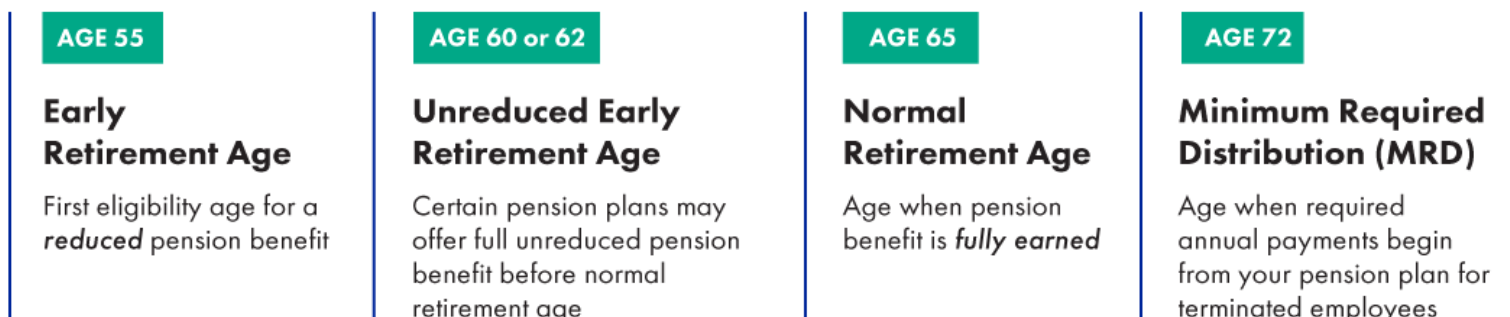 AGE 55
Early
Retirement Age
First eligibility age for a
reduced pension benefit
AGE 60 or 62
Unreduced Early
Retirement Age
Certain pension plans may
offer full unreduced pension
benefit before normal
retirement age
AGE 65
Normal
Retirement Age
Age when pension
benefit is fully earned
AGE 72
Minimum Required
Distribution (MRD)
Age when required
annual payments begin
from your pension plan for
terminated employees